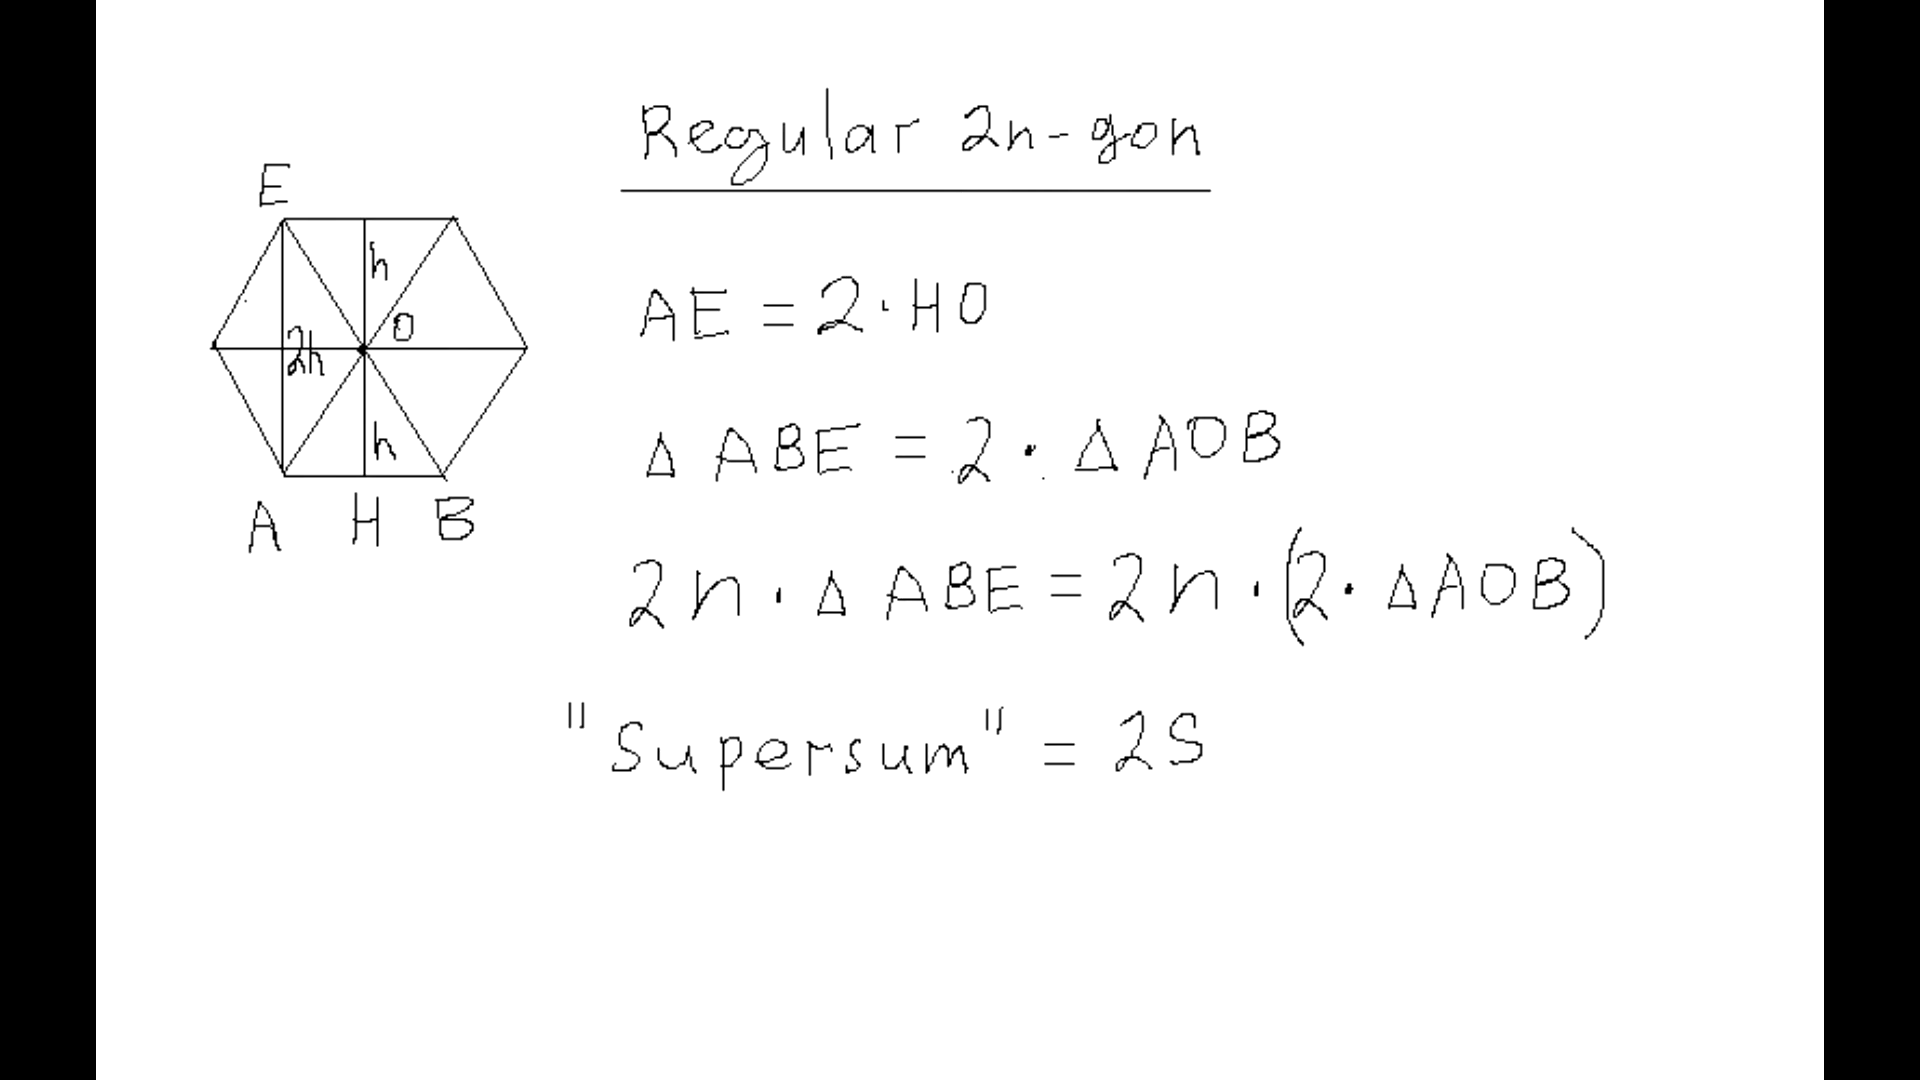 Regular 2n-gon
E
h
O
2h
h
A H B
AE = 2·HO
Δ ABE = 2·Δ AOB
2n·Δ ABE = 2n·(2·Δ AOB)
"Supersum" = 2S